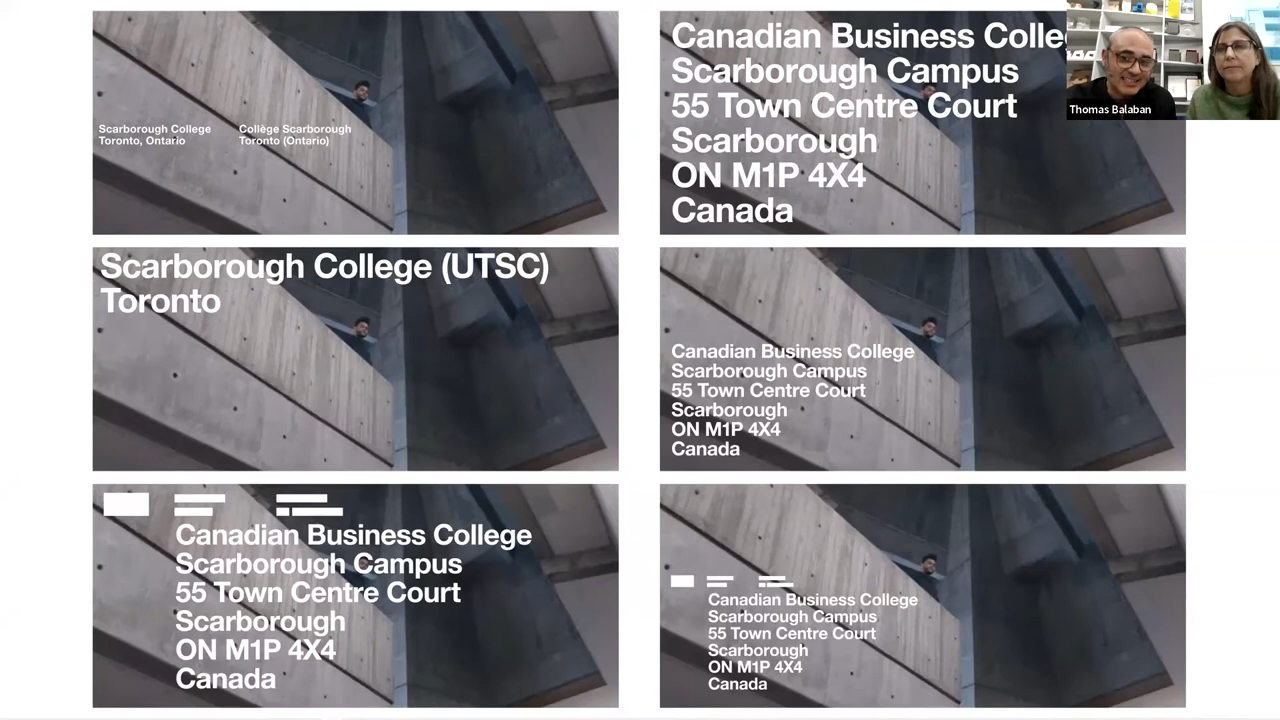 Scarborough College
Toronto, Ontario
Collège Scarborough
Toronto (Ontario)
Canadian Business Colle
Scarborough Campus
55 Town Centre Court
Scarborough
ON M1P 4X4
Canada
Thomas Balaban
Scarborough College (UTSC)
Toronto
Canadian Business College
Scarborough Campus
55 Town Centre Court
Scarborough
ON M1P 4X4
Canada
Canadian Business College
Scarborough Campus
55 Town Centre Court
Scarborough
ON M1P 4X4
Canada
Canadian Business College
Scarborough Campus
55 Town Centre Court
Scarborough
ON M1P 4X4
Canada